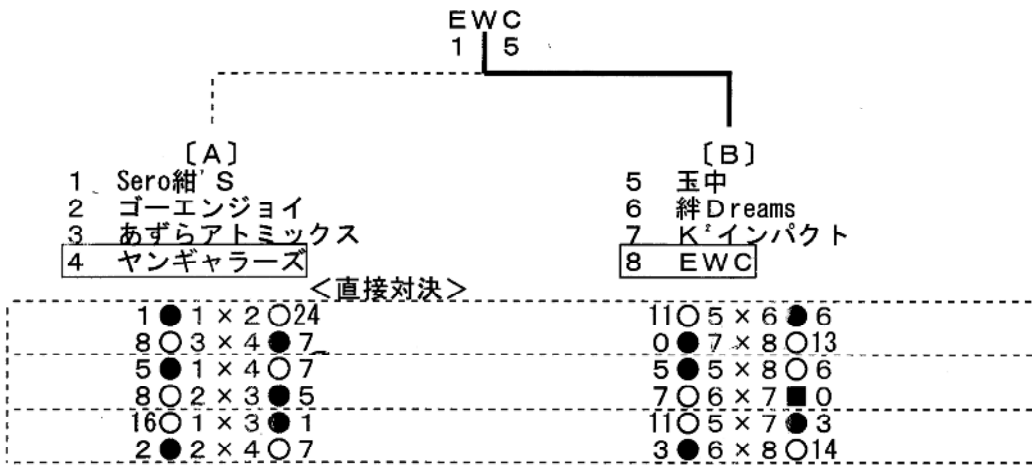 EWC
1 5
〔A〕 〔B〕
1 Sero紺'S 5 玉中
2 ゴーエンジョイ 6 絆Dreams
3 あずらアトミックス 7 K²インパクト
4 ヤンギャラーズ 8 EWC
＜直接対決＞
1●1×2○24 11○5×6●6
8○3×4●7 0●7×8○13
5●1×4○7 5●5×8○6
8○2×3●5 7○6×7■0
16○1×3●1 11○5×7●3
2●2×4○7 3●6×8○14